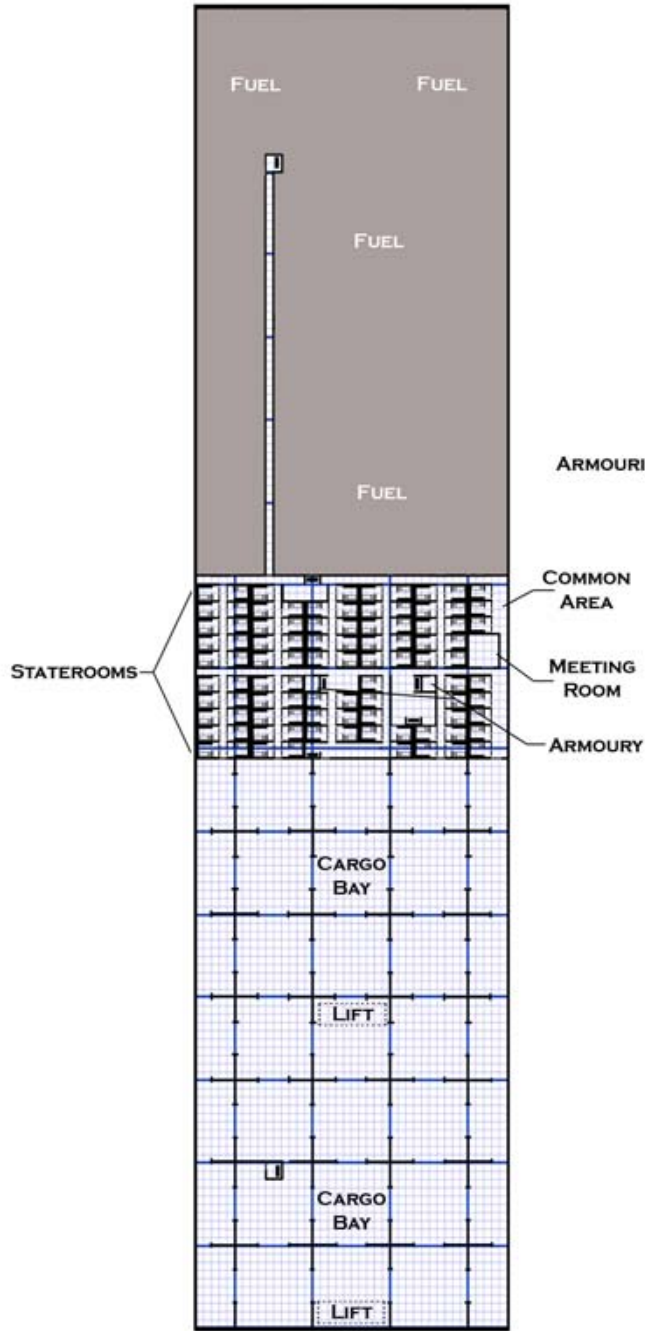 FUEL FUEL
FUEL
ARMOURI
FUEL
COMMON
AREA
STATEROOMS
MEETING
ROOM
ARMOURY
CARGO
BAY
LIFT
CARGO
BAY
LIFT